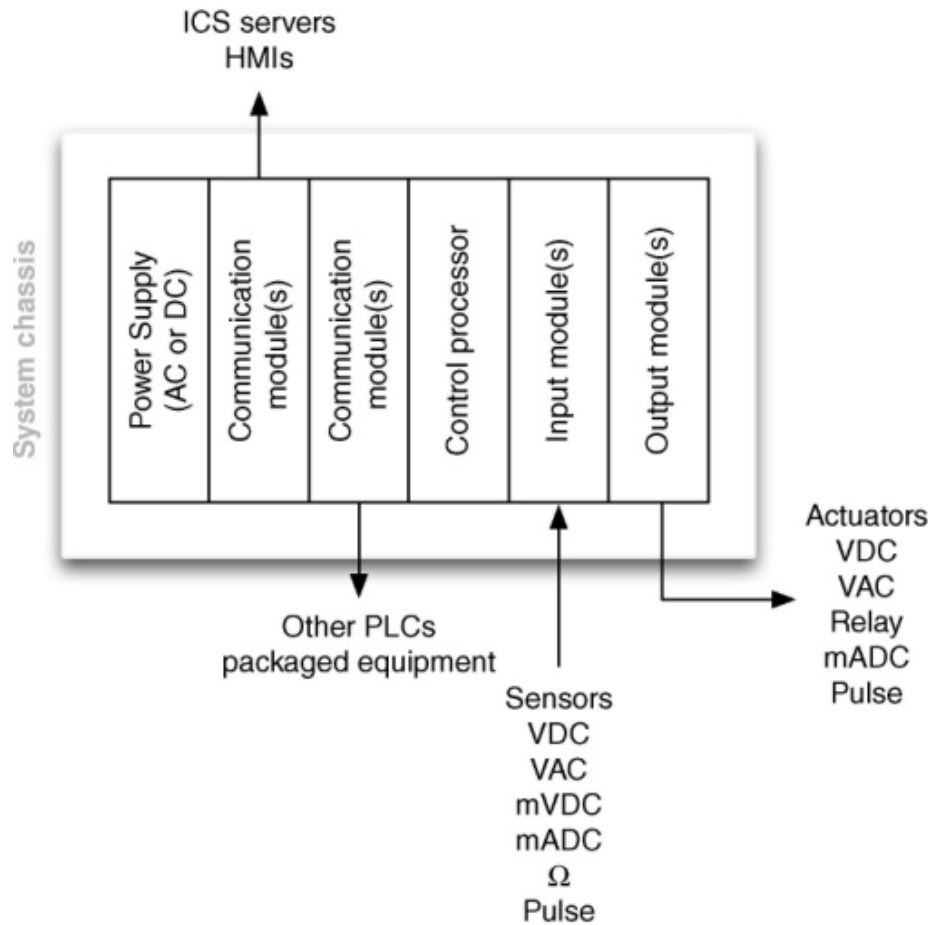 ICS servers
HMIs
System chassis
Power Supply
(AC or DC)
Communication
module(s)
Communication
module(s)
Control processor
Input module(s)
Output module(s)
Other PLCs
packaged equipment
Sensors
VDC
VAC
mVDC
mADC
Ω
Pulse
Actuators
VDC
VAC
Relay
mADC
Pulse